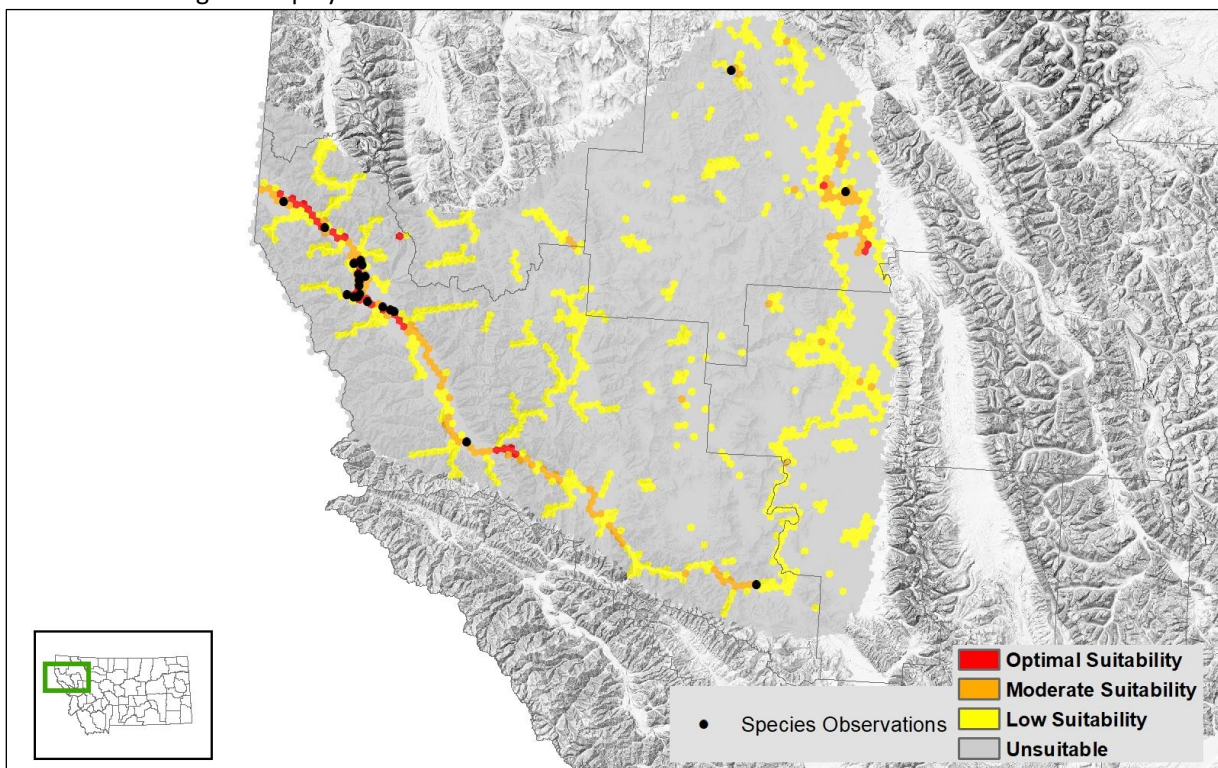 Optimal Suitability
Moderate Suitability
Species Observations
Low Suitability
Unsuitable